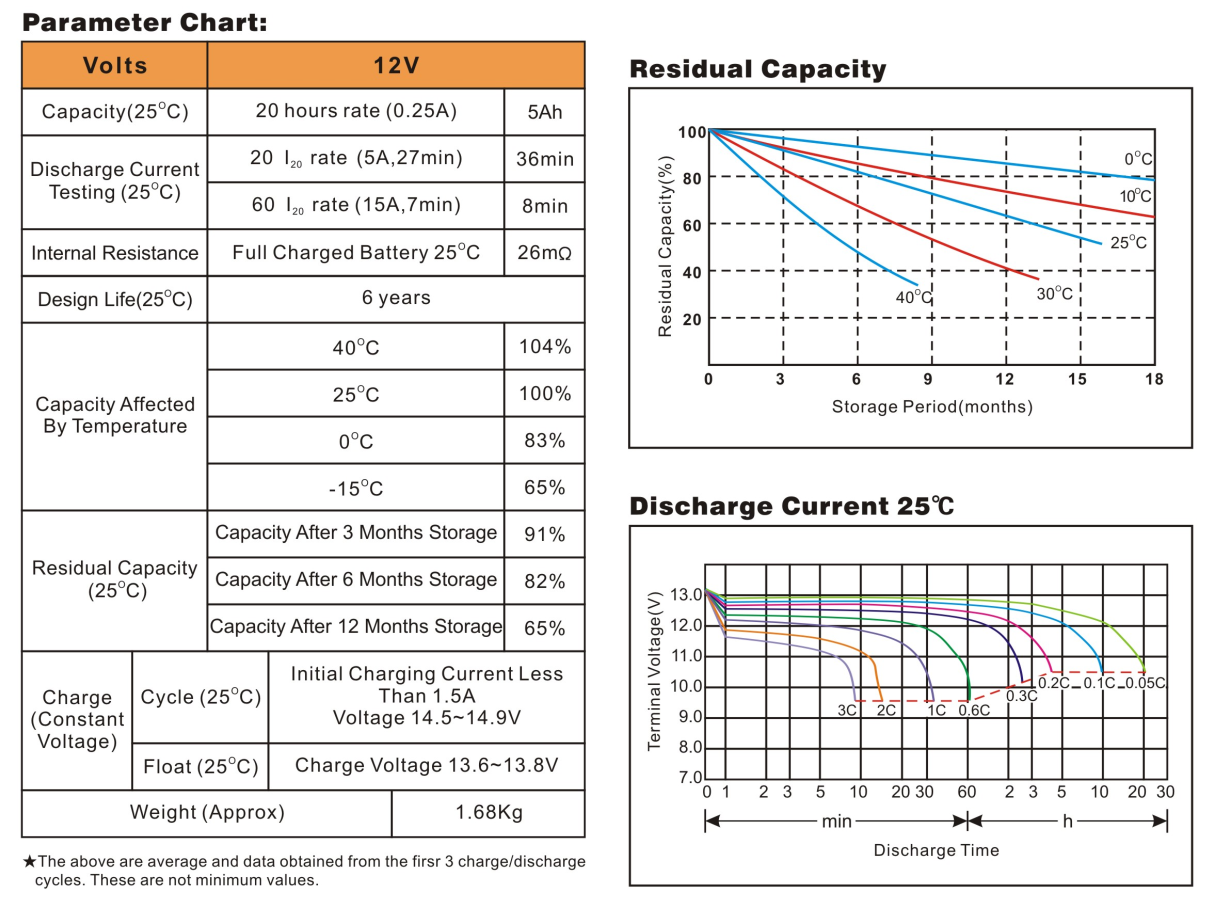 Parameter Chart:
Volts 12V
Capacity(25°C) 20 hours rate (0.25A) 5Ah
Discharge Current
Testing (25°C)
20 I20 rate (5A,27min) 36min
60 I20 rate (15A,7min) 8min
Internal Resistance Full Charged Battery 25°C 26mΩ
Design Life(25°C) 6 years
Capacity Affected
By Temperature
40°C 104%
25°C 100%
0°C 83%
-15°C 65%
Residual Capacity
(25°C)
Capacity After 3 Months Storage 91%
Capacity After 6 Months Storage 82%
Capacity After 12 Months Storage 65%
Charge
(Constant
Voltage)
Cycle (25°C)
Initial Charging Current Less
Than 1.5A
Voltage 14.5~14.9V
Float (25°C) Charge Voltage 13.6~13.8V
Weight (Approx) 1.68Kg
★The above are average and data obtained from the firsr 3 charge/discharge
cycles. These are not minimum values.
Residual Capacity
Residual Capacity(%)
100
80
60
40
20
0°C
10°C
25°C
30°C
40°C
0 3 6 9 12 15 18
Storage Period(months)
Discharge Current 25℃
Terminal Voltage(V)
13.0
12.0
11.0
10.0
9.0
8.0
7.0
3C 2C 1C 0.6C 0.3C 0.2C 0.1C 0.05C
0 1 2 3 5 10 20 30 60 2 3 5 10 20 30
min h
Discharge Time